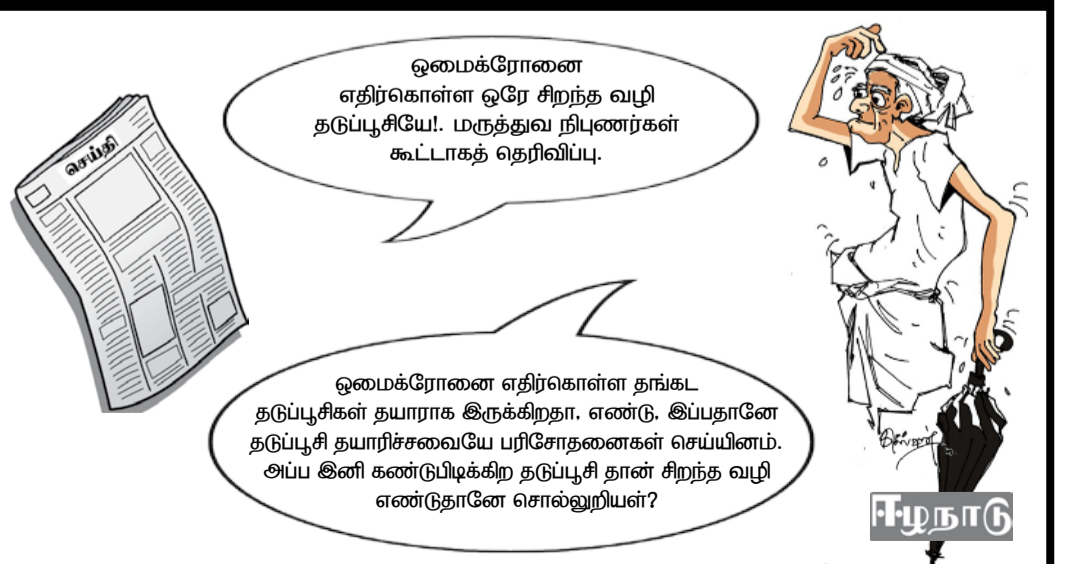 செய்தி
ஒமைக்ரோனை
எதிர்கொள்ள ஒரே சிறந்த வழி
தடுப்பூசியே!. மருத்துவ நிபுணர்கள்
கூட்டாகத் தெரிவிப்பு.
ஒமைக்ரோனை எதிர்கொள்ள தங்கட
தடுப்பூசிகள் தயாராக இருக்கிறதா, எண்டு, இப்பதானே
தடுப்பூசி தயாரிச்சவையே பரிசோதனைகள் செய்யினம்.
அப்ப இனி கண்டுபிடிக்கிற தடுப்பூசி தான் சிறந்த வழி
எண்டுதானே சொல்லுறியள்?
ஈழநாடு